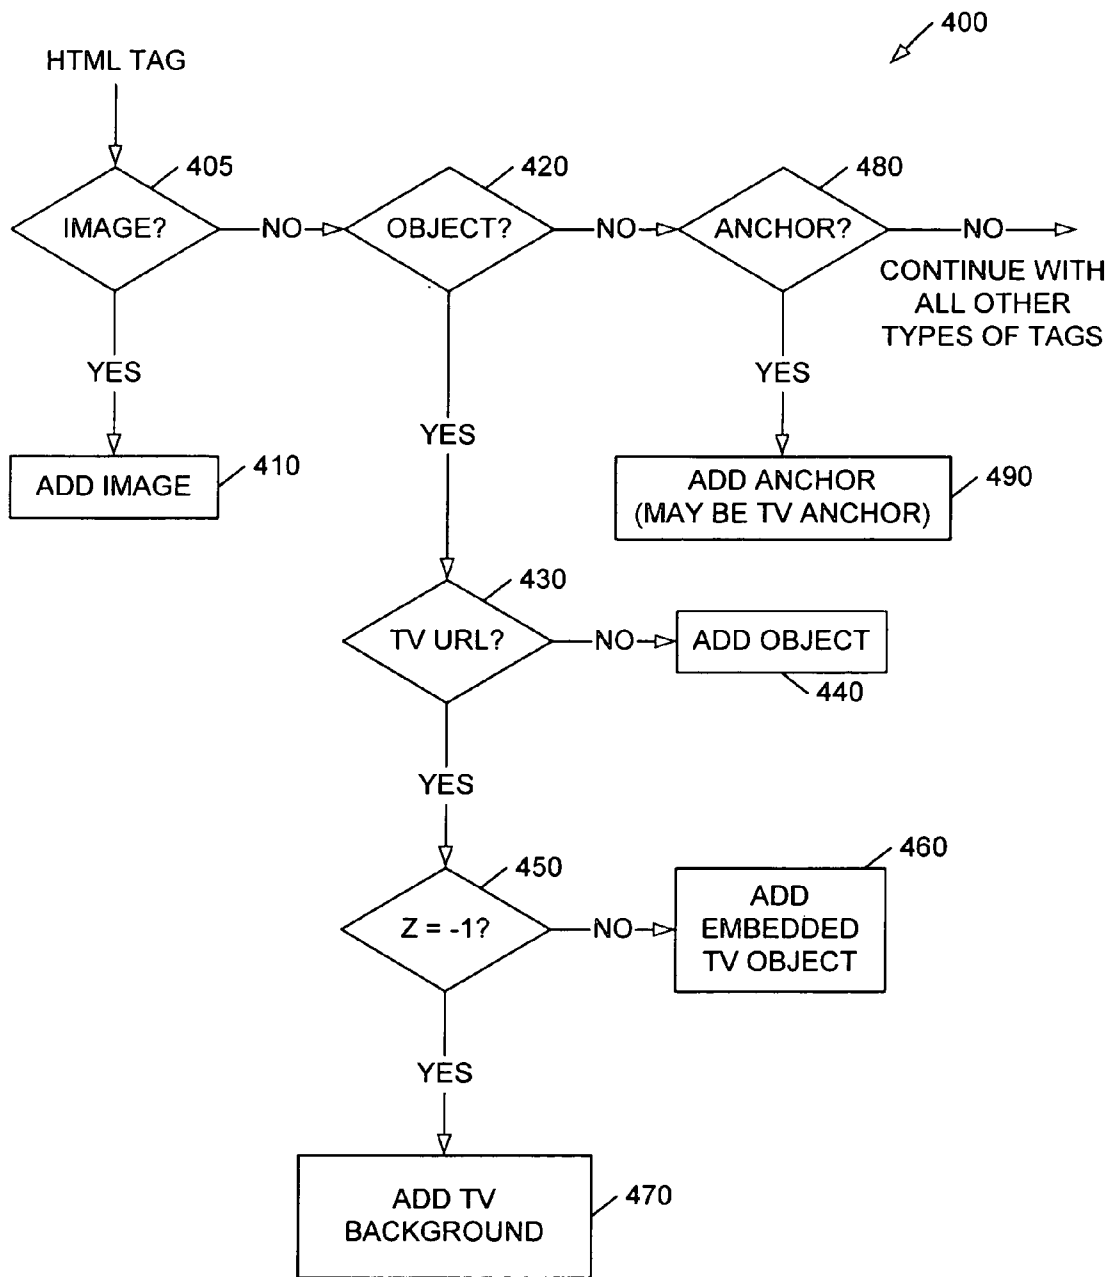 400
HTML TAG
405
420
480
IMAGE?
NO
OBJECT?
NO
ANCHOR?
NO
CONTINUE WITH
ALL OTHER
TYPES OF TAGS
YES
YES
YES
ADD IMAGE
410
ADD ANCHOR
(MAY BE TV ANCHOR)
490
430
TV URL?
NO
ADD OBJECT
440
YES
450
460
Z = -1?
NO
ADD
EMBEDDED
TV OBJECT
YES
ADD TV
BACKGROUND
470